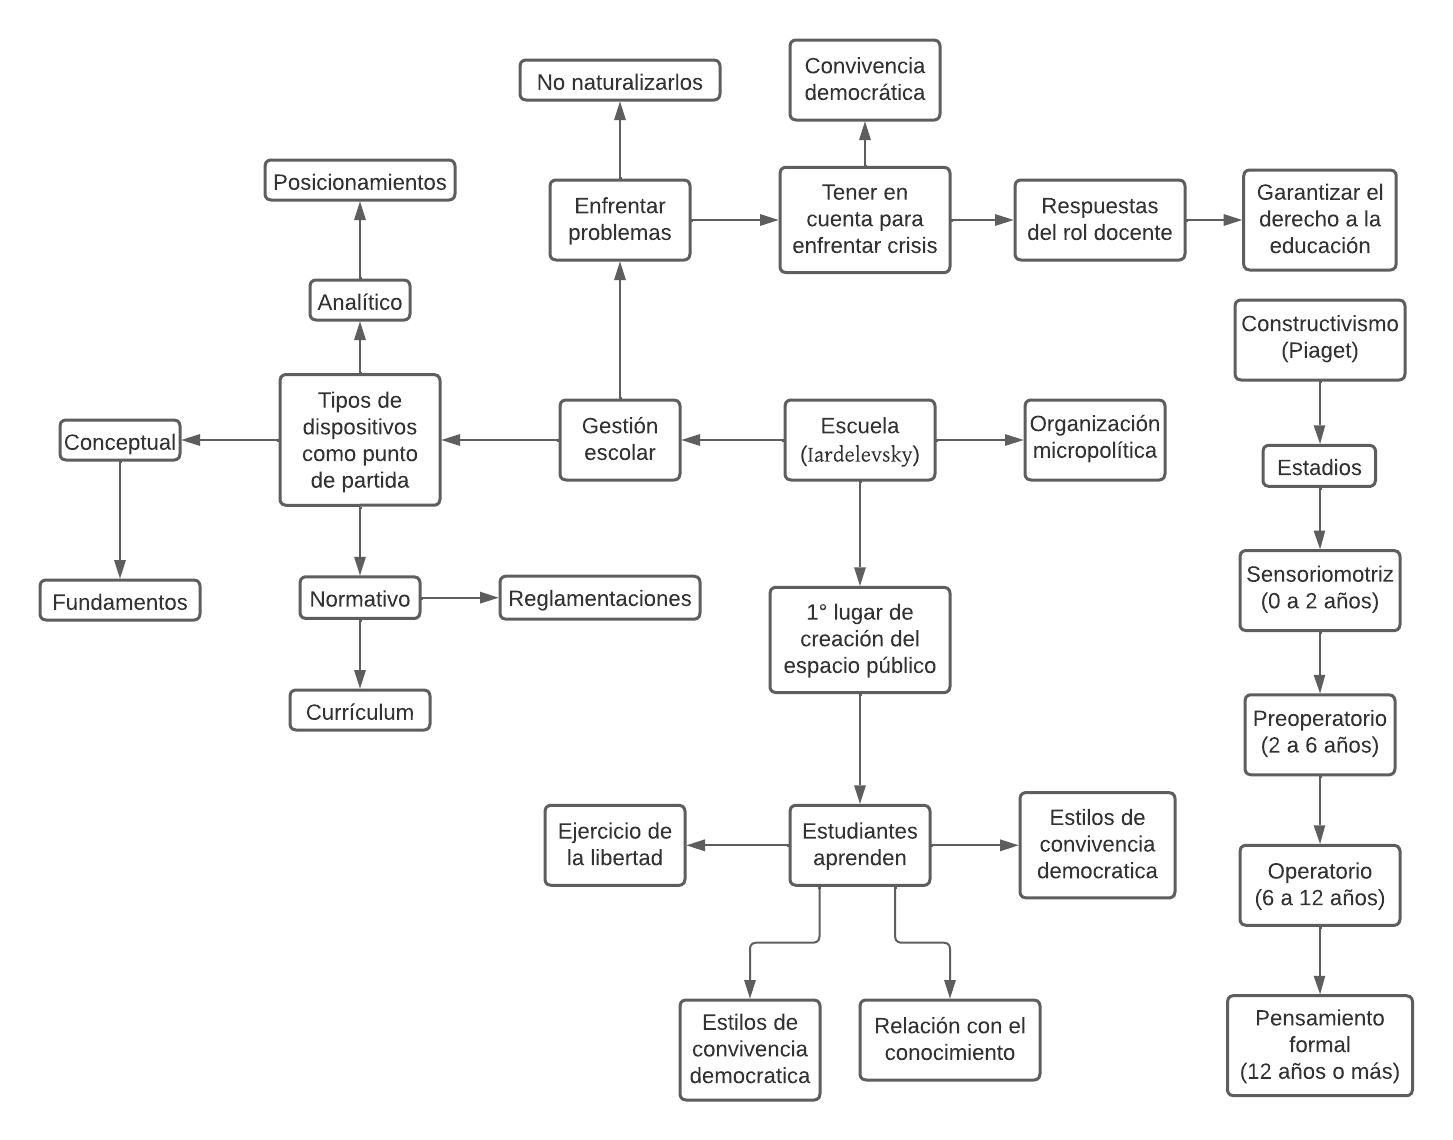 Convivencia
democrática
No naturalizarlos
Posicionamientos
Enfrentar
problemas
Tener en
cuenta para
enfrentar crisis
Respuestas
del rol docente
Garantizar el
derecho a la
educación
Analítico
Constructivismo
(Piaget)
Tipos de
dispositivos
como punto
de partida
Conceptual
Gestión
escolar
Escuela
(Iardelevsky)
Organización
micropolítica
Estadios
Sensoriomotriz
(0 a 2 años)
Fundamentos
Normativo
Reglamentaciones
1° lugar de
creación del
espacio público
Currículum
Preoperatorio
(2 a 6 años)
Ejercicio de
la libertad
Estudiantes
aprenden
Estilos de
convivencia
democratica
Operatorio
(6 a 12 años)
Estilos de
convivencia
democratica
Relación con el
conocimiento
Pensamiento
formal
(12 años o más)